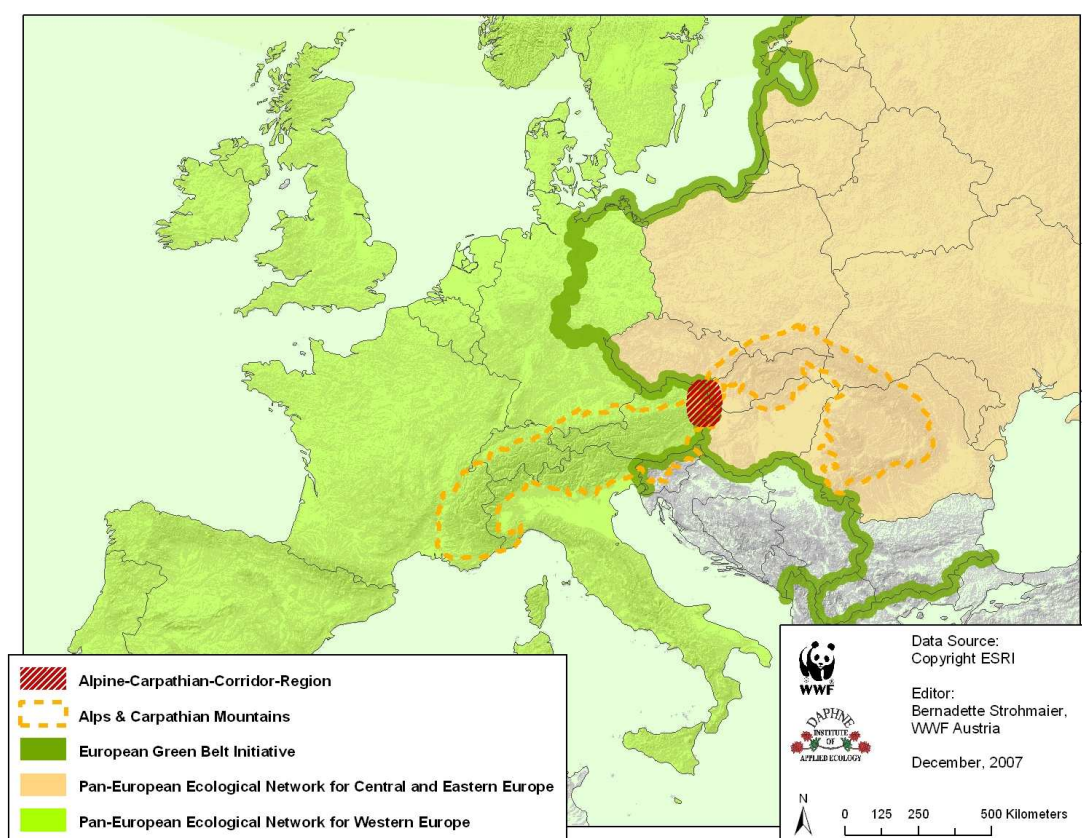 Alpine-Carpathian-Corridor-Region
Alps & Carpathian Mountains
European Green Belt Initiative
Pan-European Ecological Network for Central and Eastern Europe
Pan-European Ecological Network for Western Europe
WWF
DAPHNE
INSTITUTE
OF
APPLIED ECOLOGY
Data Source:
Copyright ESRI
Editor:
Bernadette Strohmaier,
WWF Austria
December, 2007
N
0 125 250 500 Kilometers